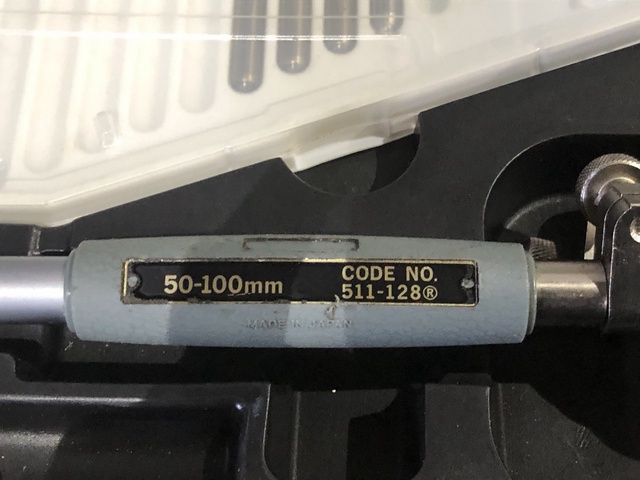 50-100mm
CODE NO.
511-128®
MADE IN JAPAN